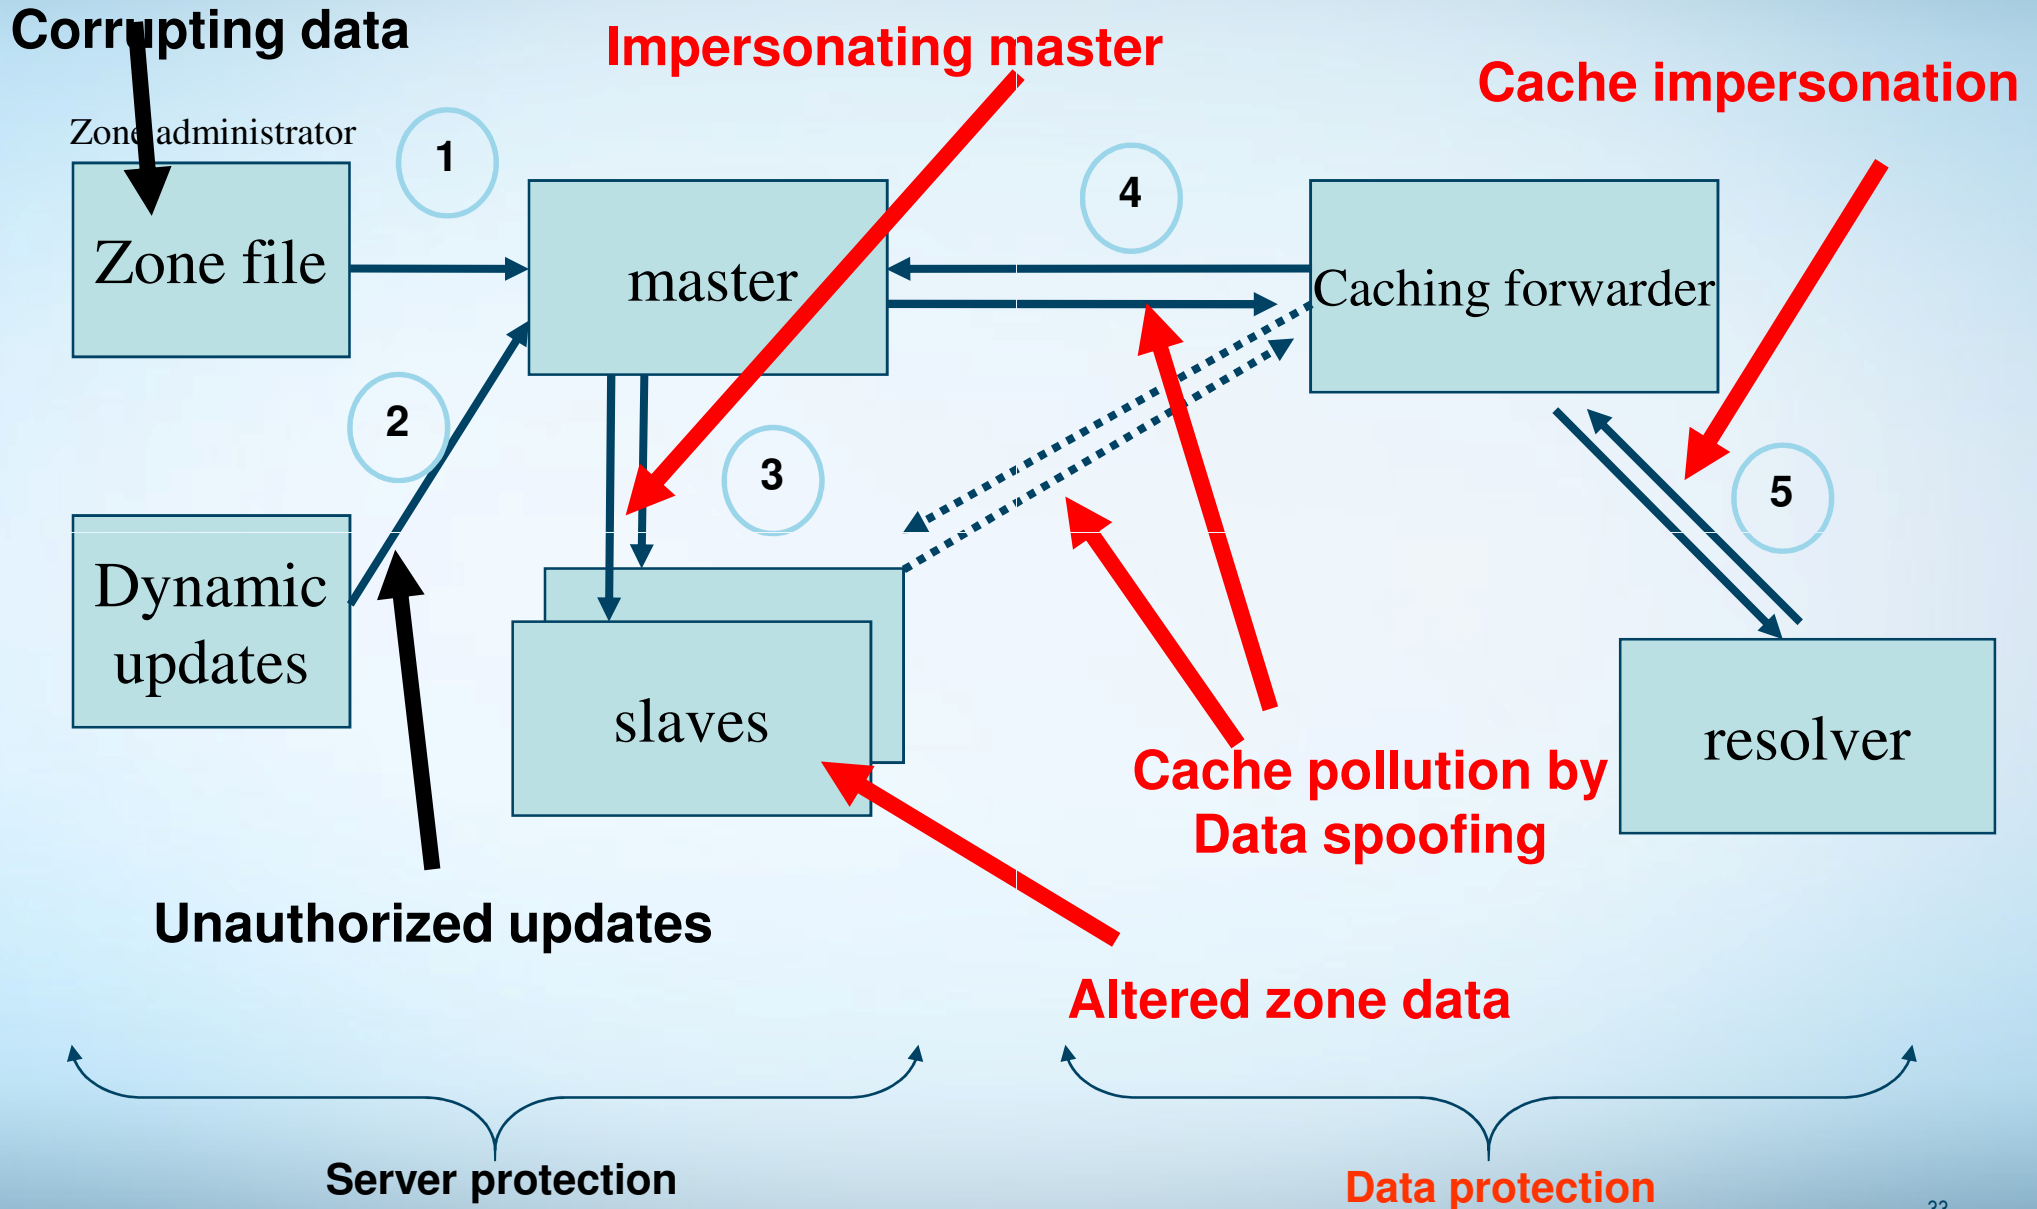 Corrupting data
Impersonating master
Cache impersonation
Zone administrator
1
4
Zone file
master
Caching forwarder
2
3
5
Dynamic
updates
slaves
resolver
Cache pollution by
Data spoofing
Unauthorized updates
Altered zone data
Server protection
Data protection